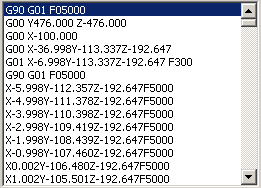 G90 G01 F05000
G00 Y476.000 Z-476.000
G00 X-100.000
G00 X-36.998Y-113.337Z-192.647
G01 X-6.998Y-113.337Z-192.647 F300
G90 G01 F05000
X-5.998Y-112.357Z-192.647F5000
X-4.998Y-111.378Z-192.647F5000
X-3.998Y-110.398Z-192.647F5000
X-2.998Y-109.419Z-192.647F5000
X-1.998Y-108.439Z-192.647F5000
X-0.998Y-107.460Z-192.647F5000
X0.002Y-106.480Z-192.647F5000
X1.002Y-105.501Z-192.647F5000